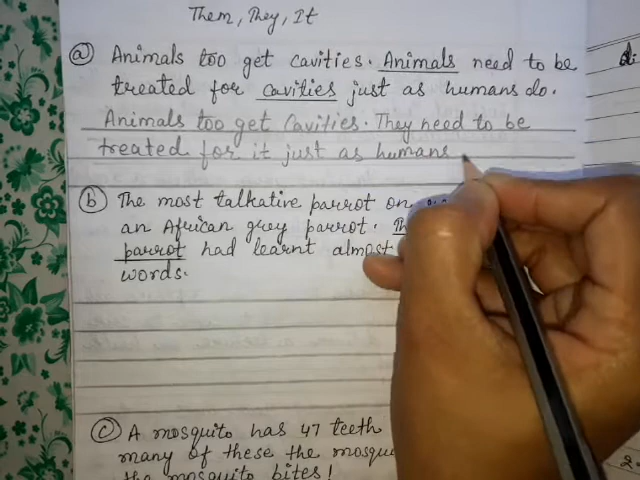 Them, They, It
a) Animals too get cavities. Animals need to be
treated for cavities just as humans do.
Animals too get Cavities. They need to be
treated for it just as humans
b) The most talkative parrot on
an African grey parrot.
parrot had learnt almost
words.
c) A mosquito has 47 teeth
many of these the
the mosquito bites!